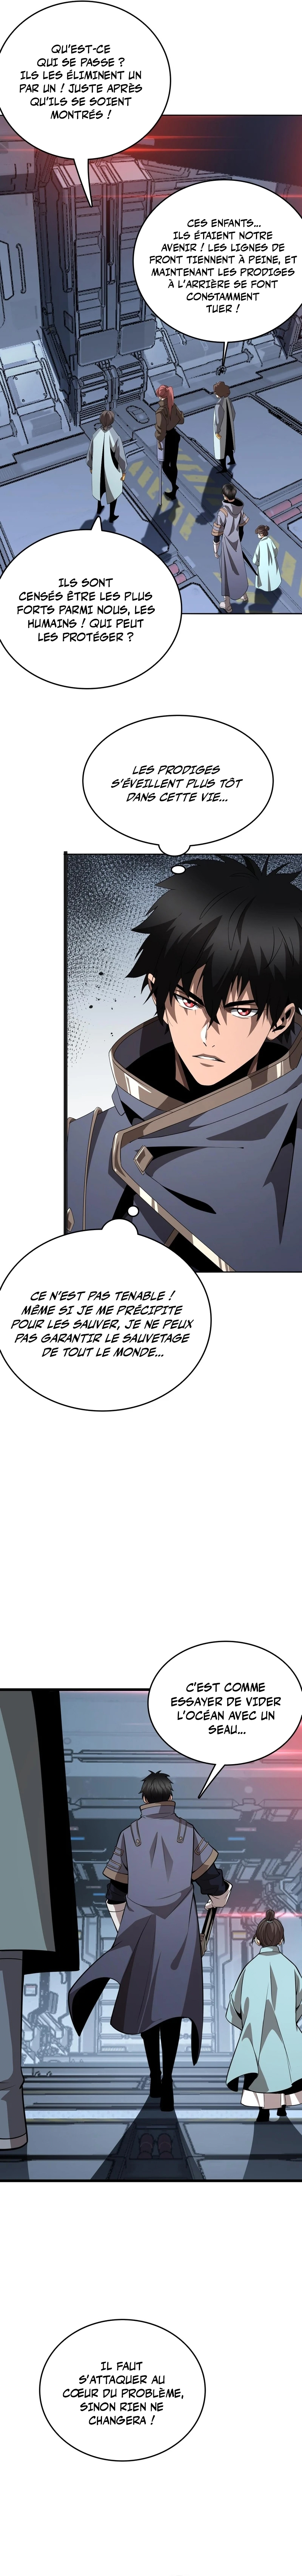 QU'EST-CE
QUI SE PASSE ?
ILS LES ÉLIMINENT UN
PAR UN ! JUSTE APRÈS
QU'ILS SE SOIENT
MONTRÉS !
CES ENFANTS...
ILS ÉTAIENT NOTRE
AVENIR ! LES LIGNES DE
FRONT TIENNENT À PEINE, ET
MAINTENANT LES PRODIGES
À L'ARRIÈRE SE FONT
CONSTAMMENT
TUER !
ILS SONT
CENSÉS ÊTRE LES PLUS
FORTS PARMI NOUS, LES
HUMAINS ! QUI PEUT
LES PROTÉGER ?
LES PRODIGES
S'ÉVEILLENT PLUS TÔT
DANS CETTE VIE...
CE N'EST PAS TENABLE !
MÊME SI JE ME PRÉCIPITE
POUR LES SAUVER, JE NE PEUX
PAS GARANTIR LE SAUVETAGE
DE TOUT LE MONDE...
C'EST COMME
ESSAYER DE VIDER
L'OCÉAN AVEC UN
SEAU...
IL FAUT
S'ATTAQUER AU
CŒUR DU PROBLÈME,
SINON RIEN NE
CHANGERA !